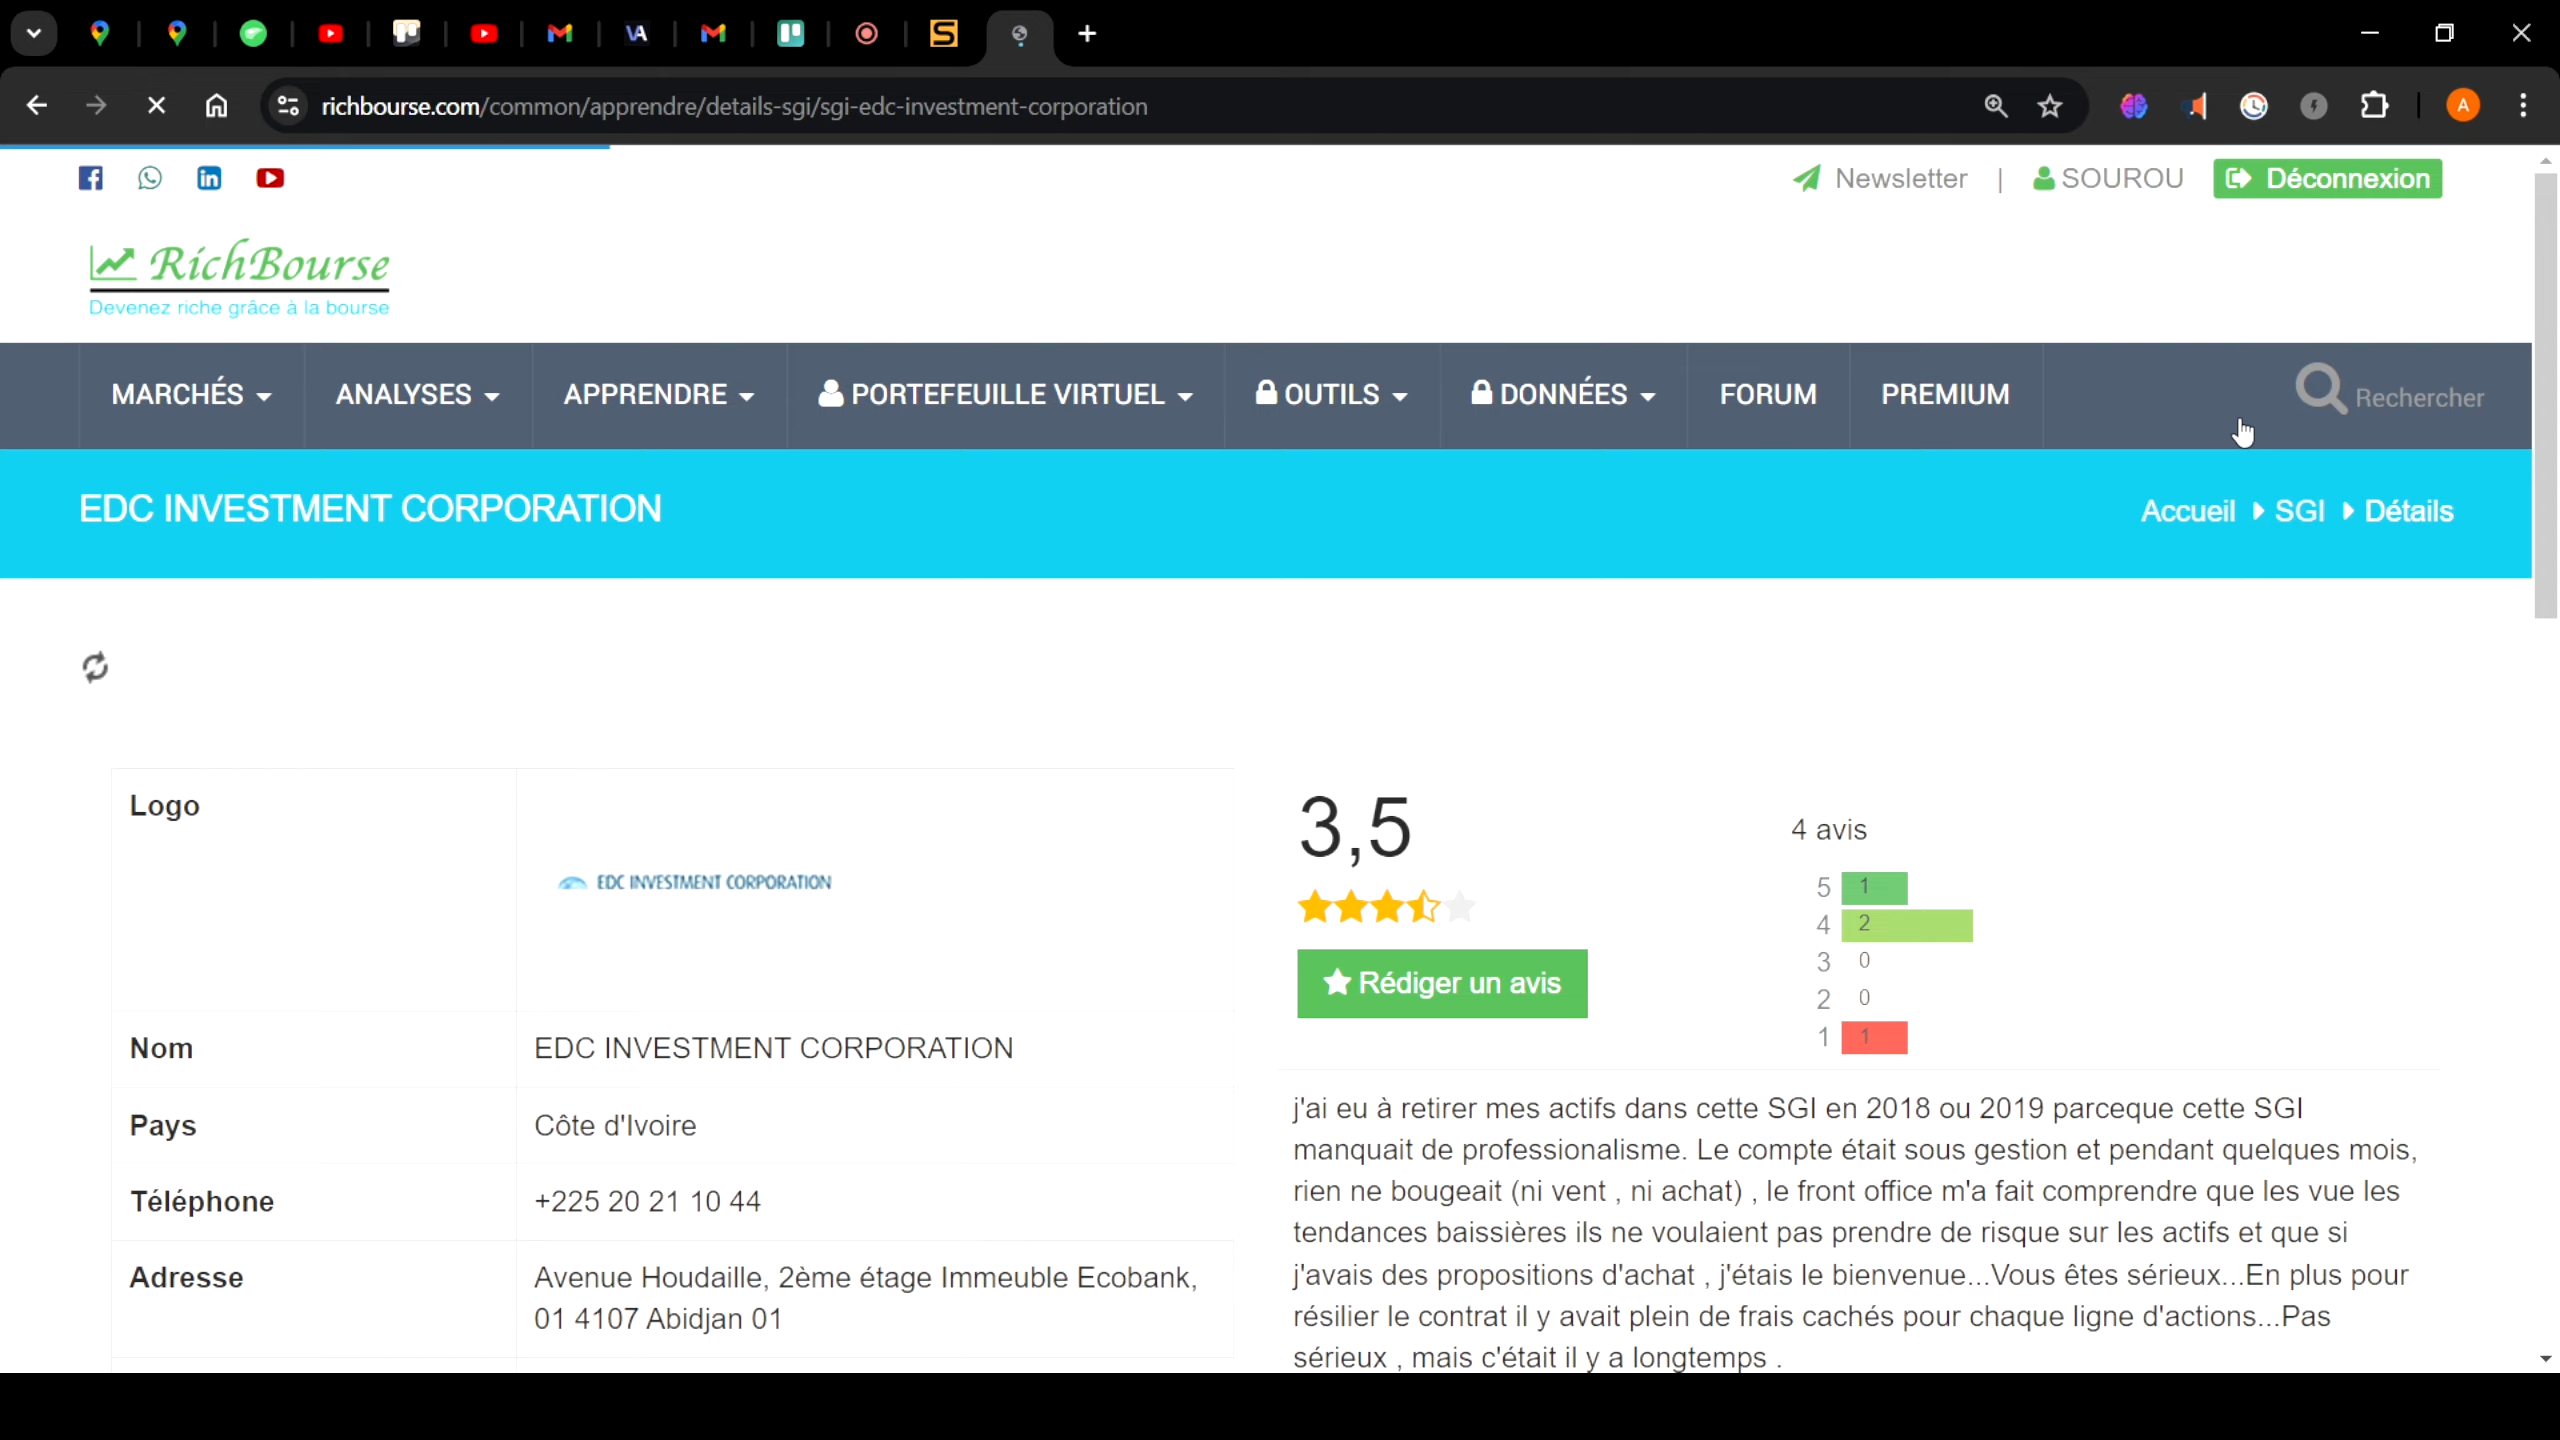 richbourse.com/common/apprendre/details-sgi/sgi-edc-investment-corporation
A
Newsletter | SOUROU Déconnexion
RichBourse
Devenez riche grâce à la bourse
MARCHÉS ANALYSES APPRENDRE PORTEFEUILLE VIRTUEL OUTILS DONNÉES FORUM PREMIUM Rechercher
EDC INVESTMENT CORPORATION
Accueil SGI Détails
Logo
EDC INVESTMENT CORPORATION
Nom EDC INVESTMENT CORPORATION
Pays Côte d'Ivoire
Téléphone +225 20 21 10 44
Adresse Avenue Houdaille, 2ème étage Immeuble Ecobank,
01 4107 Abidjan 01
3,5
Rédiger un avis
4 avis
5 1
4 2
3 0
2 0
1 1
j'ai eu à retirer mes actifs dans cette SGI en 2018 ou 2019 parceque cette SGI
manquait de professionalisme. Le compte était sous gestion et pendant quelques mois,
rien ne bougeait (ni vent , ni achat) , le front office m'a fait comprendre que les vue les
tendances baissières ils ne voulaient pas prendre de risque sur les actifs et que si
j'avais des propositions d'achat , j'étais le bienvenue...Vous êtes sérieux...En plus pour
résilier le contrat il y avait plein de frais cachés pour chaque ligne d'actions...Pas
sérieux , mais c'était il y a longtemps .